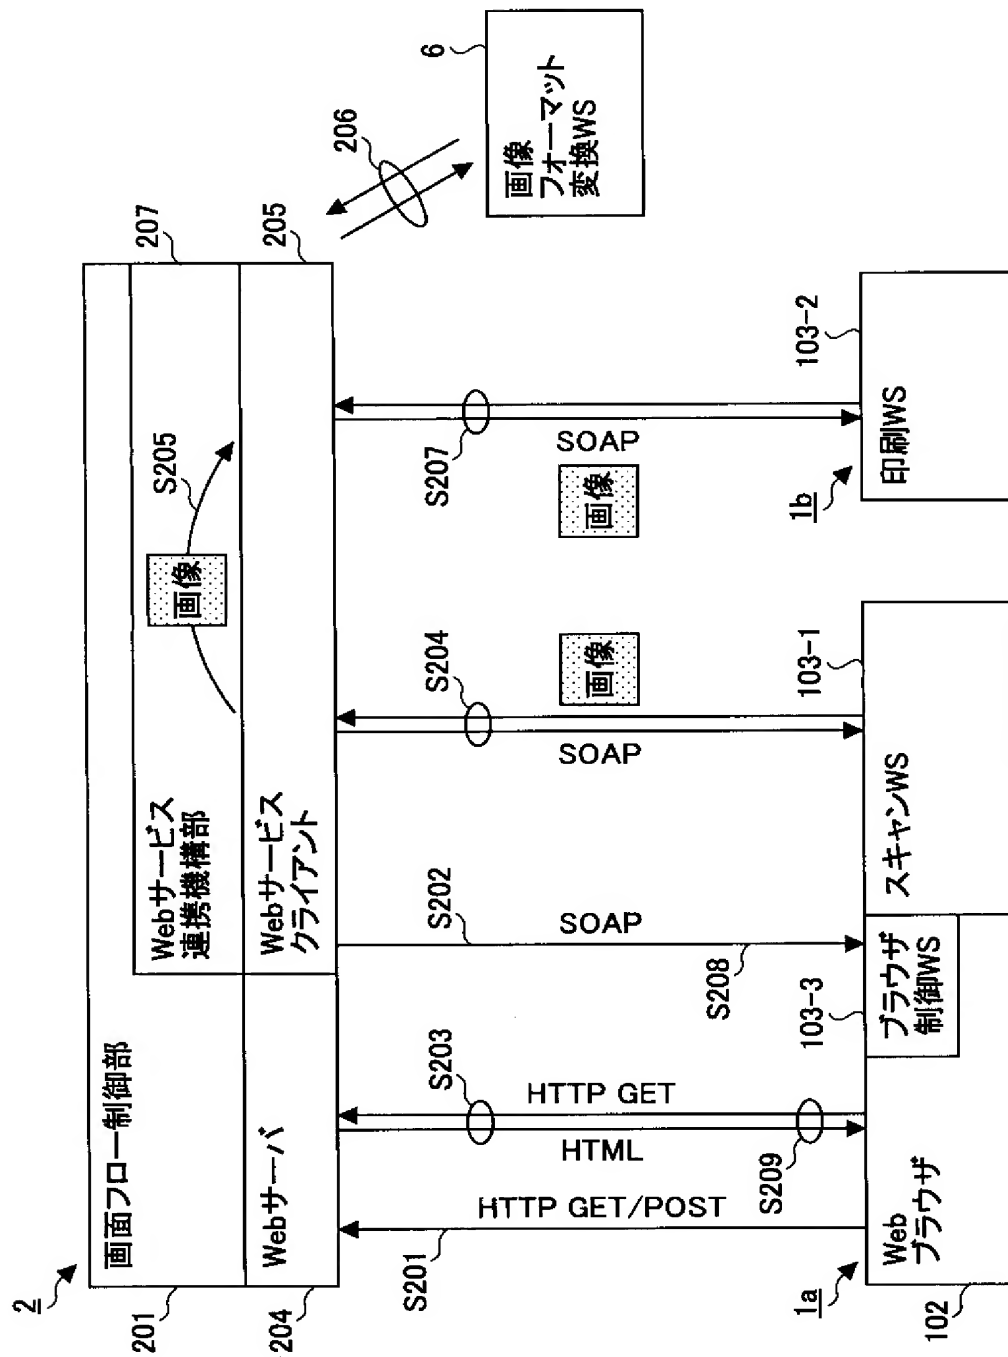 2
201
画面フロー制御部
204
Webサーバ
Webサービス
連携機構部
207
Webサービス
クライアント
205
画像
S205
206
6
画像
フォーマット
変換WS
S201
HTTP GET/POST
S203
HTTP GET
HTML
S209
S202
SOAP
S208
S204
SOAP
画像
S207
SOAP
画像
1a
102
Web
ブラウザ
103-3
ブラウザ
制御WS
103-1
スキャンWS
1b
103-2
印刷WS